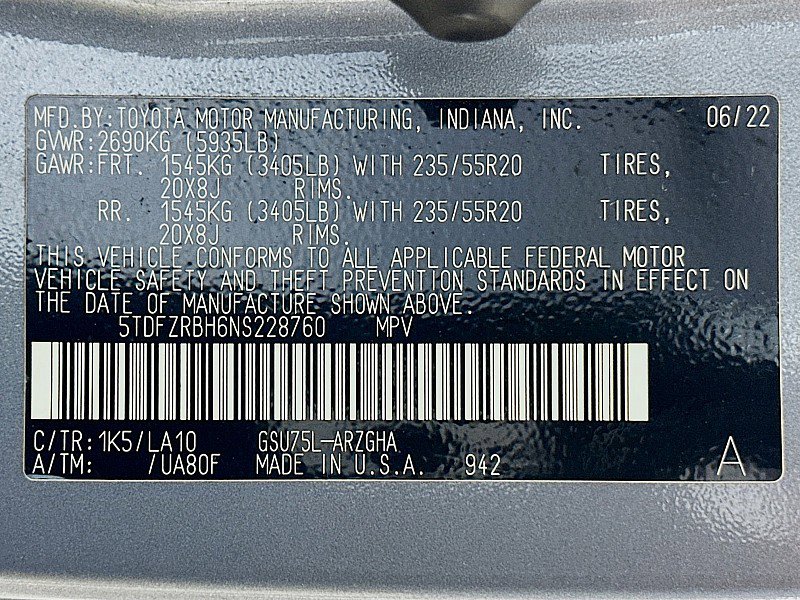 MFD.BY:TOYOTA MOTOR MANUFACTURING, INDIANA, INC. 06/22
GVWR:2690KG (5935LB)
GAWR:FRT. 1545KG (3405LB) WITH 235/55R20 TIRES,
20X8J RIMS.
RR. 1545KG (3405LB) WITH 235/55R20 TIRES,
20X8J RIMS.
THIS VEHICLE CONFORMS TO ALL APPLICABLE FEDERAL MOTOR
VEHICLE SAFETY AND THEFT PREVENTION STANDARDS IN EFFECT ON
THE DATE OF MANUFACTURE SHOWN ABOVE.
5TDFZRBH6NS228760 MPV
C/TR:1K5/LA10 GSU75L-ARZGHA
A/TM: /UA80F MADE IN U.S.A. 942 A